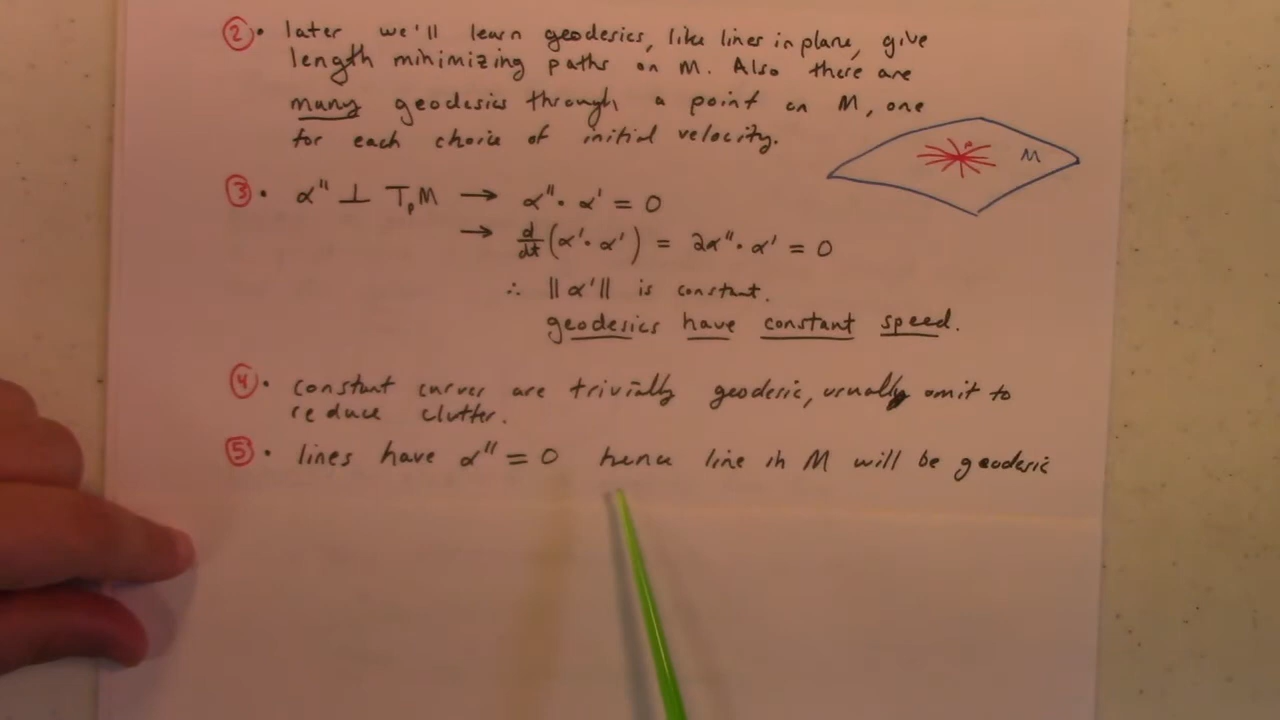 ② • later we'll learn geodesics, like lines in plane, give
length minimizing paths on M. Also there are
many geodesics through a point on M, one
for each choice of initial velocity.
p M
③ • α'' ⊥ TₚM → α'' · α' = 0
→ d/dt (α' · α') = 2α'' · α' = 0
∴ ||α'|| is constant.
geodesics have constant speed.
④ • constant curves are trivially geodesic, usually omit to
reduce clutter.
⑤ • lines have α'' = 0 hence line in M will be geodesic